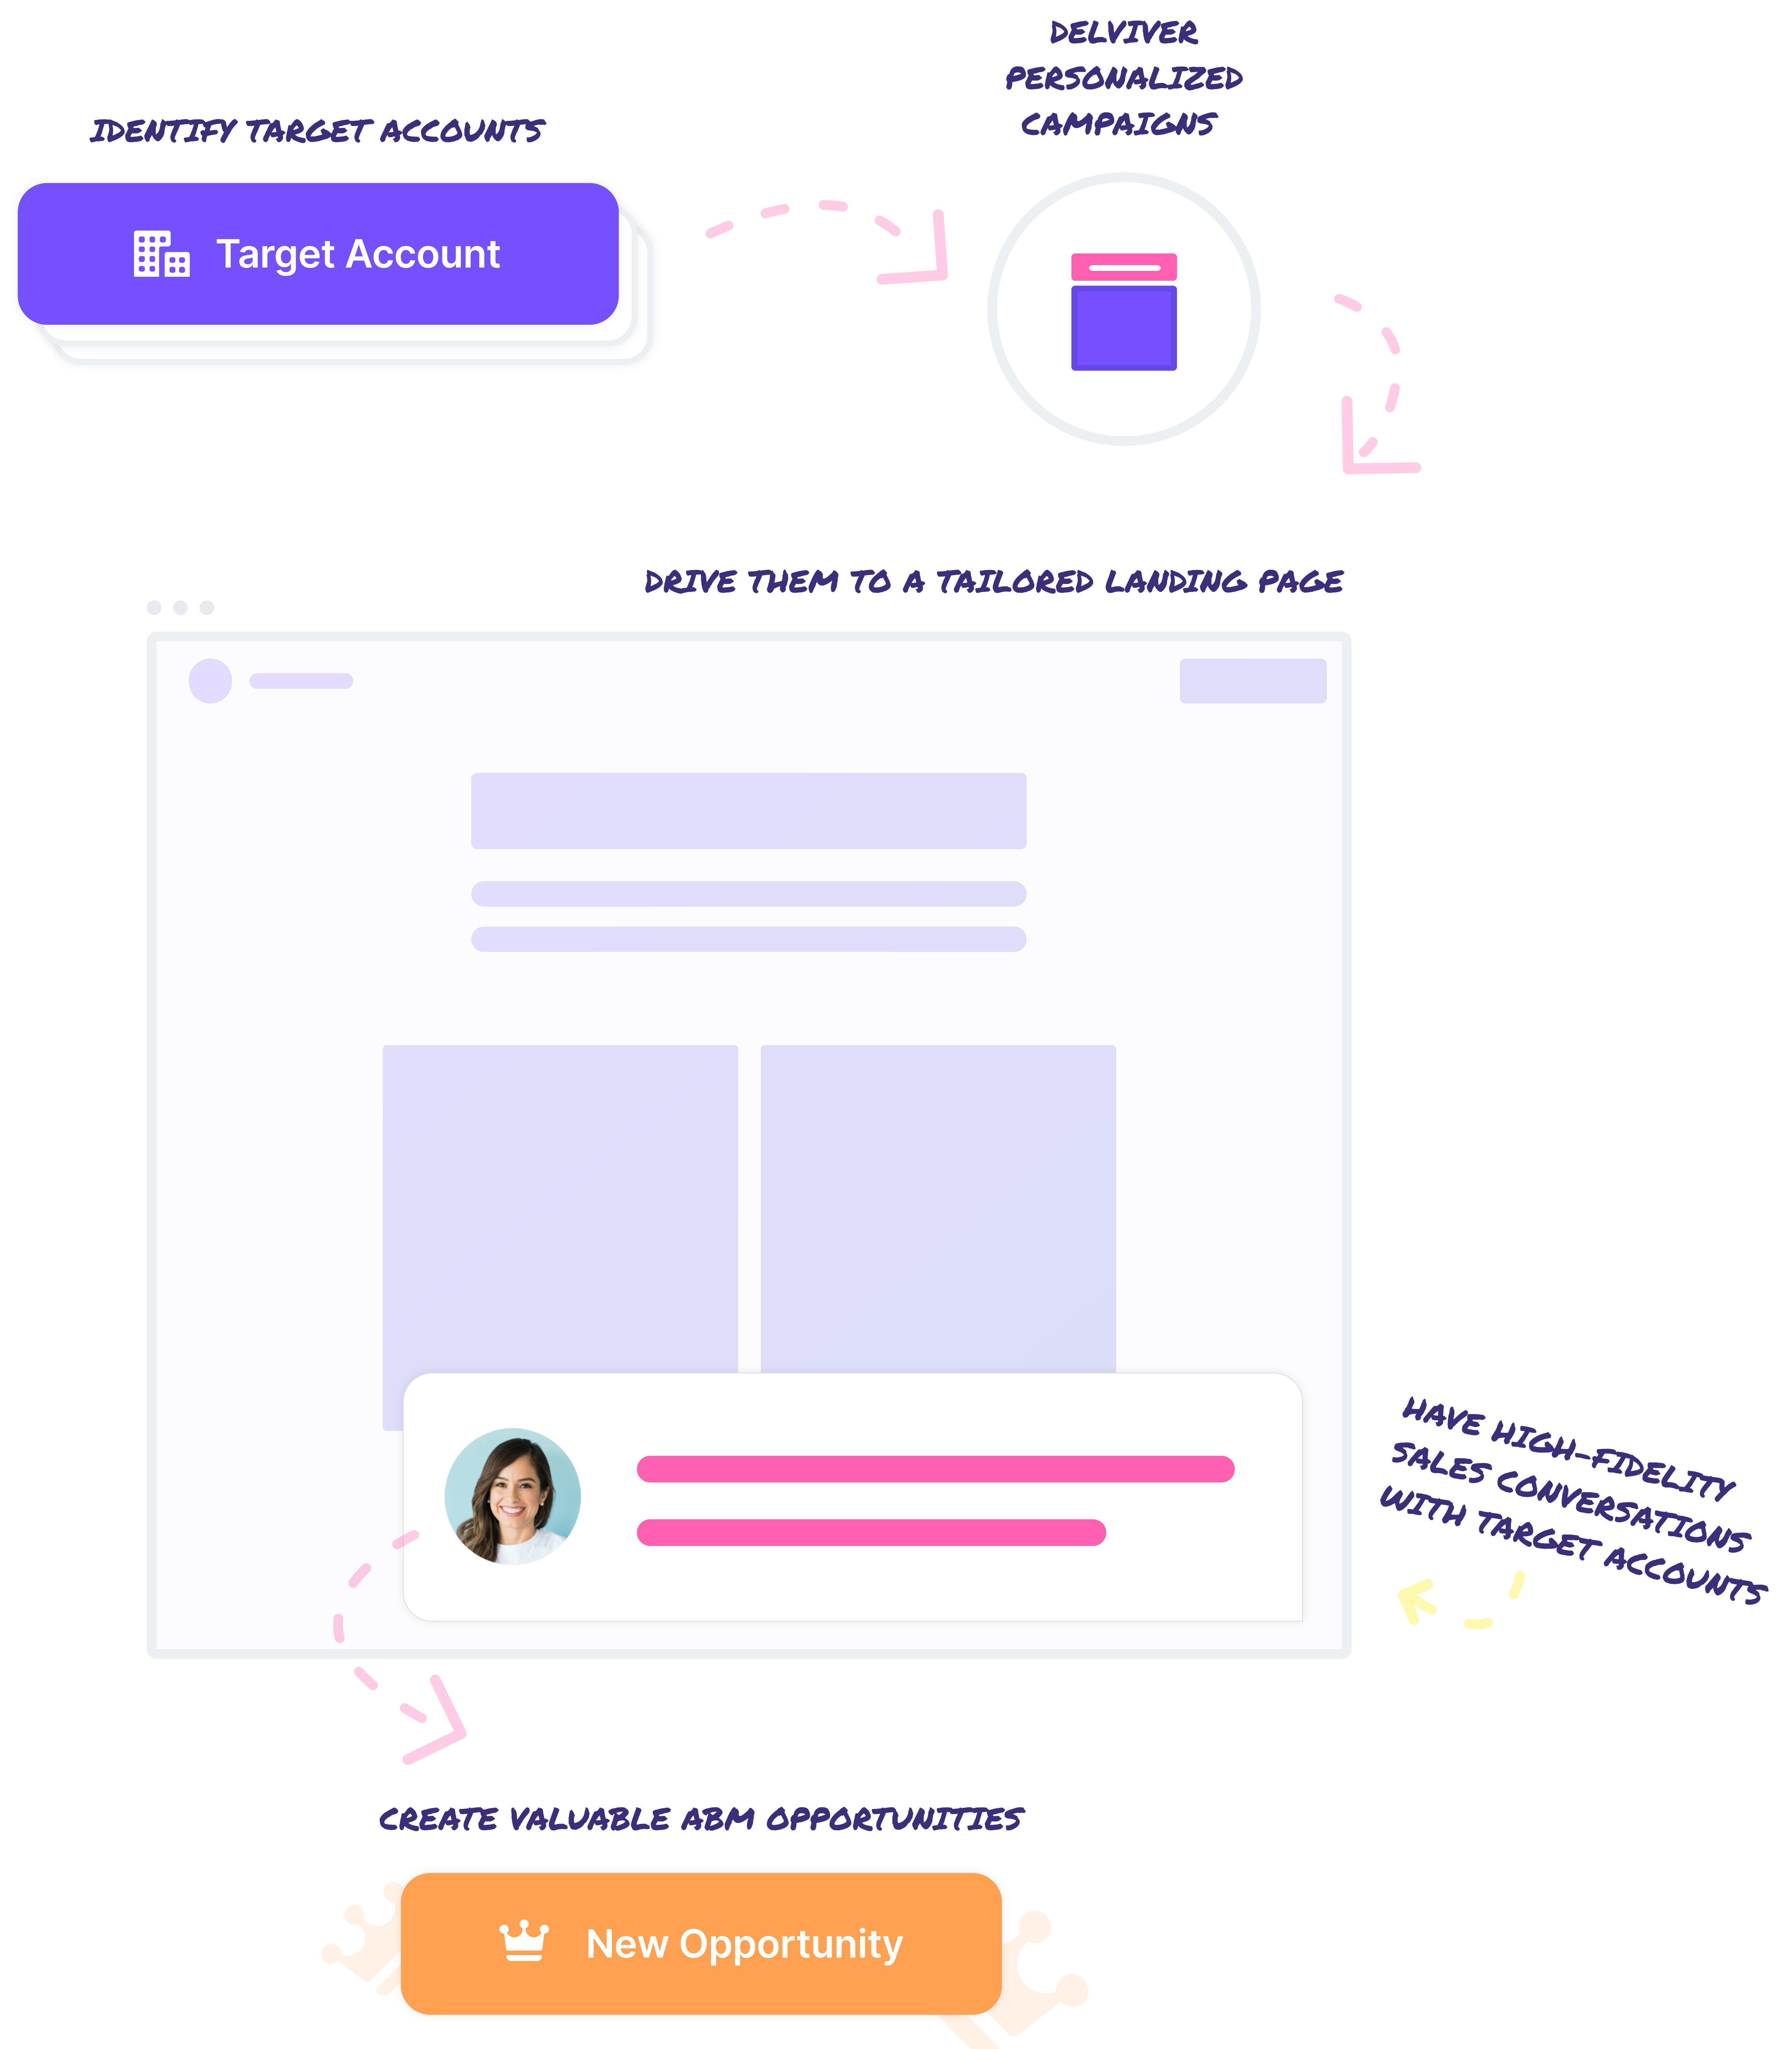 DELVIVER
PERSONALIZED
CAMPAIGNS
IDENTIFY TARGET ACCOUNTS
Target Account
DRIVE THEM TO A TAILORED LANDING PAGE
HAVE HIGH-FIDELITY
SALES CONVERSATIONS
WITH TARGET ACCOUNTS
CREATE VALUABLE ABM OPPORTUNITIES
New Opportunity